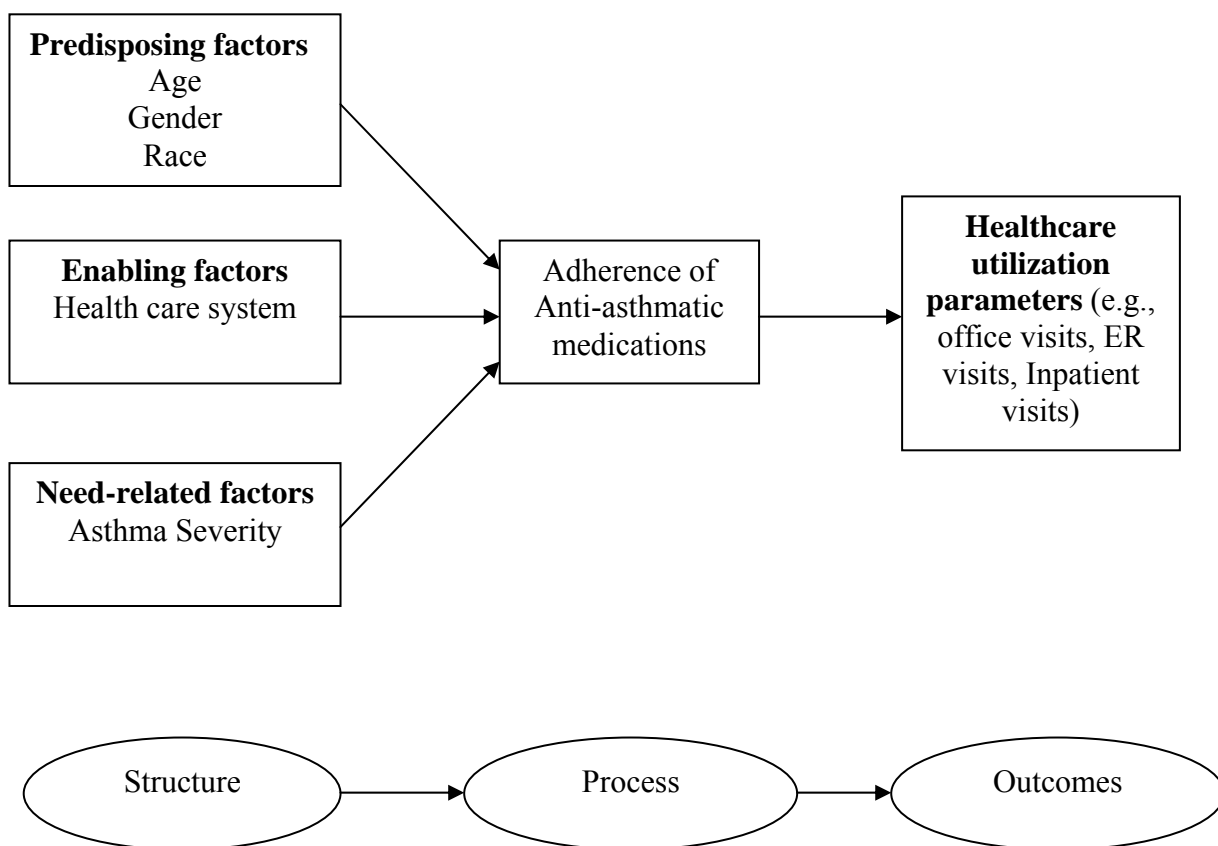 Predisposing factors
Age
Gender
Race
Enabling factors
Health care system
Need-related factors
Asthma Severity
Adherence of
Anti-asthmatic
medications
Healthcare
utilization
parameters (e.g.,
office visits, ER
visits, Inpatient
visits)
Structure
Process
Outcomes